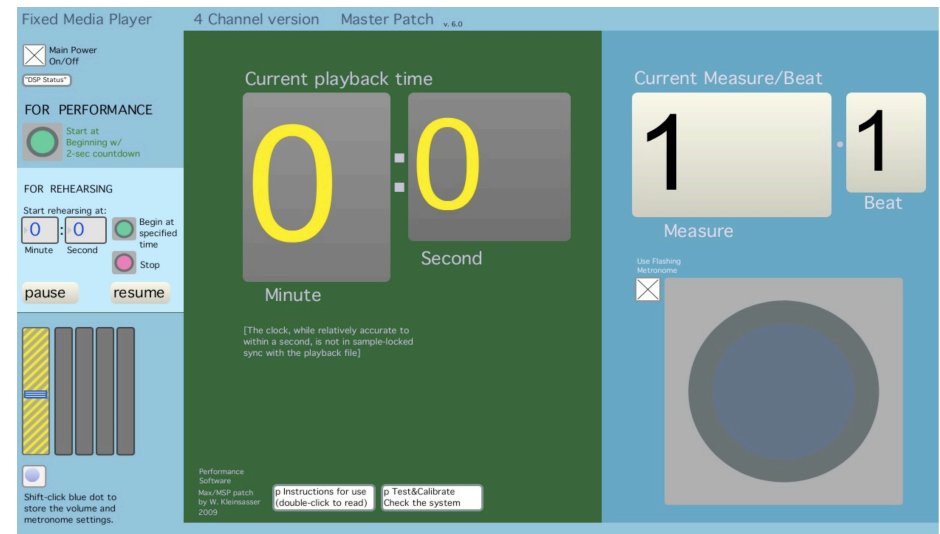 Fixed Media Player
4 Channel version Master Patch v. 6.0
Main Power
On/Off
"DSP Status"
FOR PERFORMANCE
Start at
Beginning w/
2-sec countdown
FOR REHEARSING
Start rehearsing at:
0 : 0
Minute Second
Begin at
specified
time
Stop
pause resume
Shift-click blue dot to
store the volume and
metronome settings.
Current playback time
0 : 0
Second
Minute
[The clock, while relatively accurate to
within a second, is not in sample-locked
sync with the playback file]
Performance
Software
Max/MSP patch
by W. Kleinsasser
2009
p Instructions for use
(double-click to read)
p Test&Calibrate
Check the system
Current Measure/Beat
1 . 1
Beat
Measure
Use Flashing
Metronome